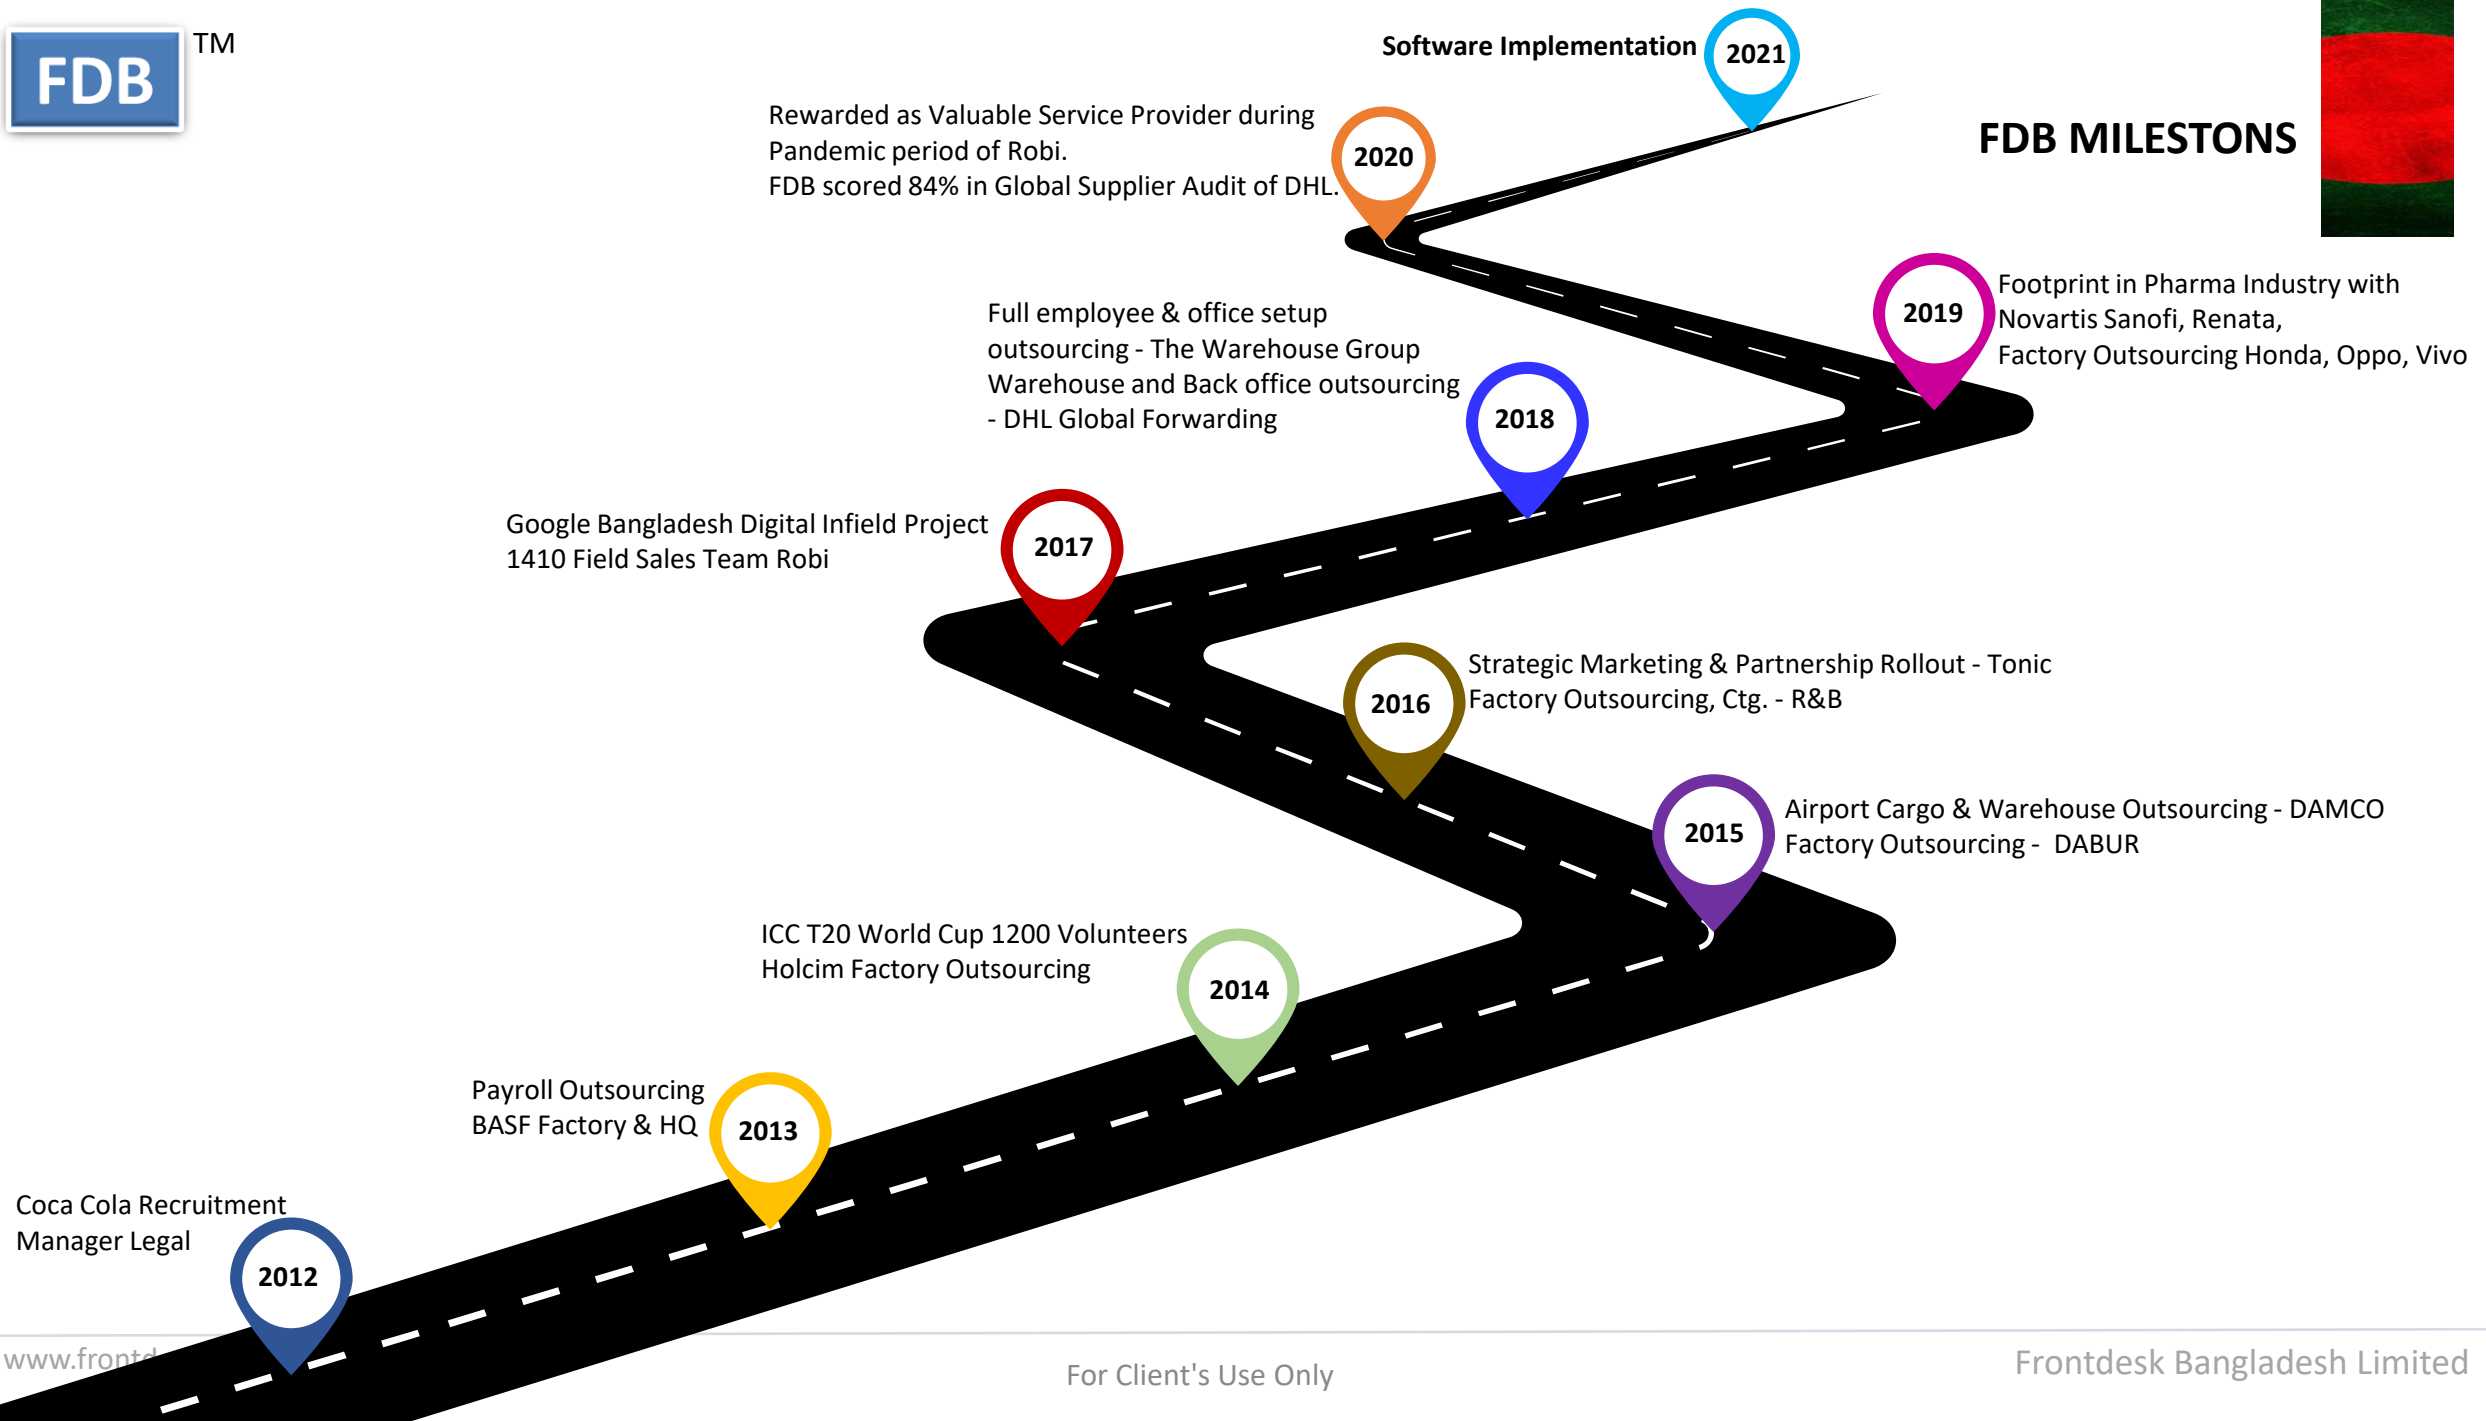 FDB
TM
Software Implementation
2021
FDB MILESTONS
Rewarded as Valuable Service Provider during
Pandemic period of Robi.
FDB scored 84% in Global Supplier Audit of DHL.
2020
Footprint in Pharma Industry with
Novartis Sanofi, Renata,
Factory Outsourcing Honda, Oppo, Vivo
2019
Full employee & office setup
outsourcing - The Warehouse Group
Warehouse and Back office outsourcing
- DHL Global Forwarding
2018
Google Bangladesh Digital Infield Project
1410 Field Sales Team Robi
2017
Strategic Marketing & Partnership Rollout - Tonic
Factory Outsourcing, Ctg. - R&B
2016
Airport Cargo & Warehouse Outsourcing - DAMCO
Factory Outsourcing - DABUR
2015
ICC T20 World Cup 1200 Volunteers
Holcim Factory Outsourcing
2014
Payroll Outsourcing
BASF Factory & HQ
2013
Coca Cola Recruitment
Manager Legal
2012
For Client's Use Only
Frontdesk Bangladesh Limited